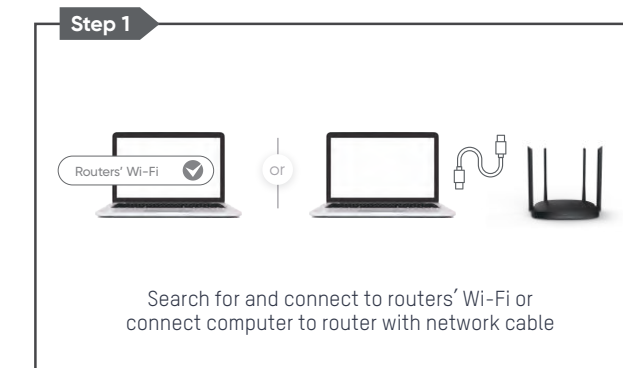 Step 1
Routers' Wi-Fi
or
Search for and connect to routers' Wi-Fi or
connect computer to router with network cable